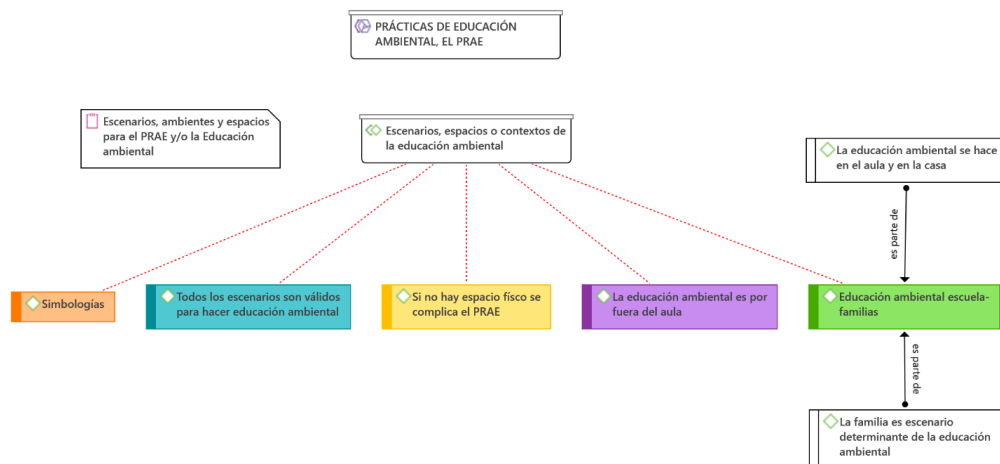 PRÁCTICAS DE EDUCACIÓN
AMBIENTAL, EL PRAE
Escenarios, ambientes y espacios
para el PRAE y/o la Educación
ambiental
Escenarios, espacios o contextos de
la educación ambiental
La educación ambiental se hace
en el aula y en la casa
es parte de
Simbologías
Todos los escenarios son válidos
para hacer educación ambiental
Si no hay espacio físco se
complica el PRAE
La educación ambiental es por
fuera del aula
Educación ambiental escuela-
familias
es parte de
La familia es escenario
determinante de la educación
ambiental